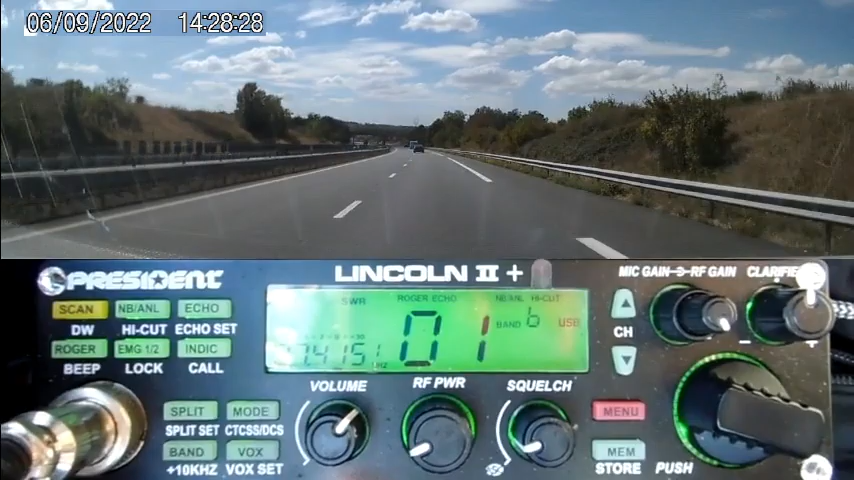 06/09/2022 14:28:28
PRESIDENT
LINCOLN II +
MIC GAIN RF GAIN CLARIFIE
SCAN NB/ANL ECHO
DW HI-CUT ECHO SET
ROGER EMG 1/2 INDIC
BEEP LOCK CALL
SWR ROGER ECHO NB/ANL HI-CUT
01 BAND 6 USB
CH
VOLUME RF PWR SQUELCH
SPLIT MODE
SPLIT SET CTCSS/DCS
BAND VOX
+10KHZ VOX SET
MENU
MEM
STORE PUSH